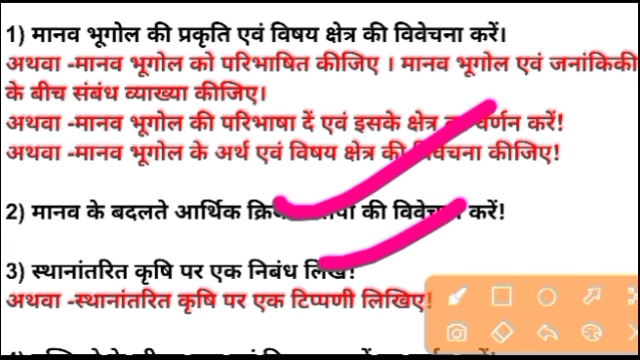 1) मानव भूगोल की प्रकृति एवं विषय क्षेत्र की विवेचना करें।
अथवा -मानव भूगोल को परिभाषित कीजिए । मानव भूगोल एवं जनांकिकी
के बीच संबंध व्याख्या कीजिए।
अथवा -मानव भूगोल की परिभाषा दें एवं इसके क्षेत्र का वर्णन करें!
अथवा -मानव भूगोल के अर्थ एवं विषय क्षेत्र की विवेचना कीजिए!
2) मानव के बदलते आर्थिक की विवेचना करें!
3) स्थानांतरित कृषि पर एक निबंध लिखें!
अथवा -स्थानांतरित कृषि पर एक टिप्पणी लिखिए!